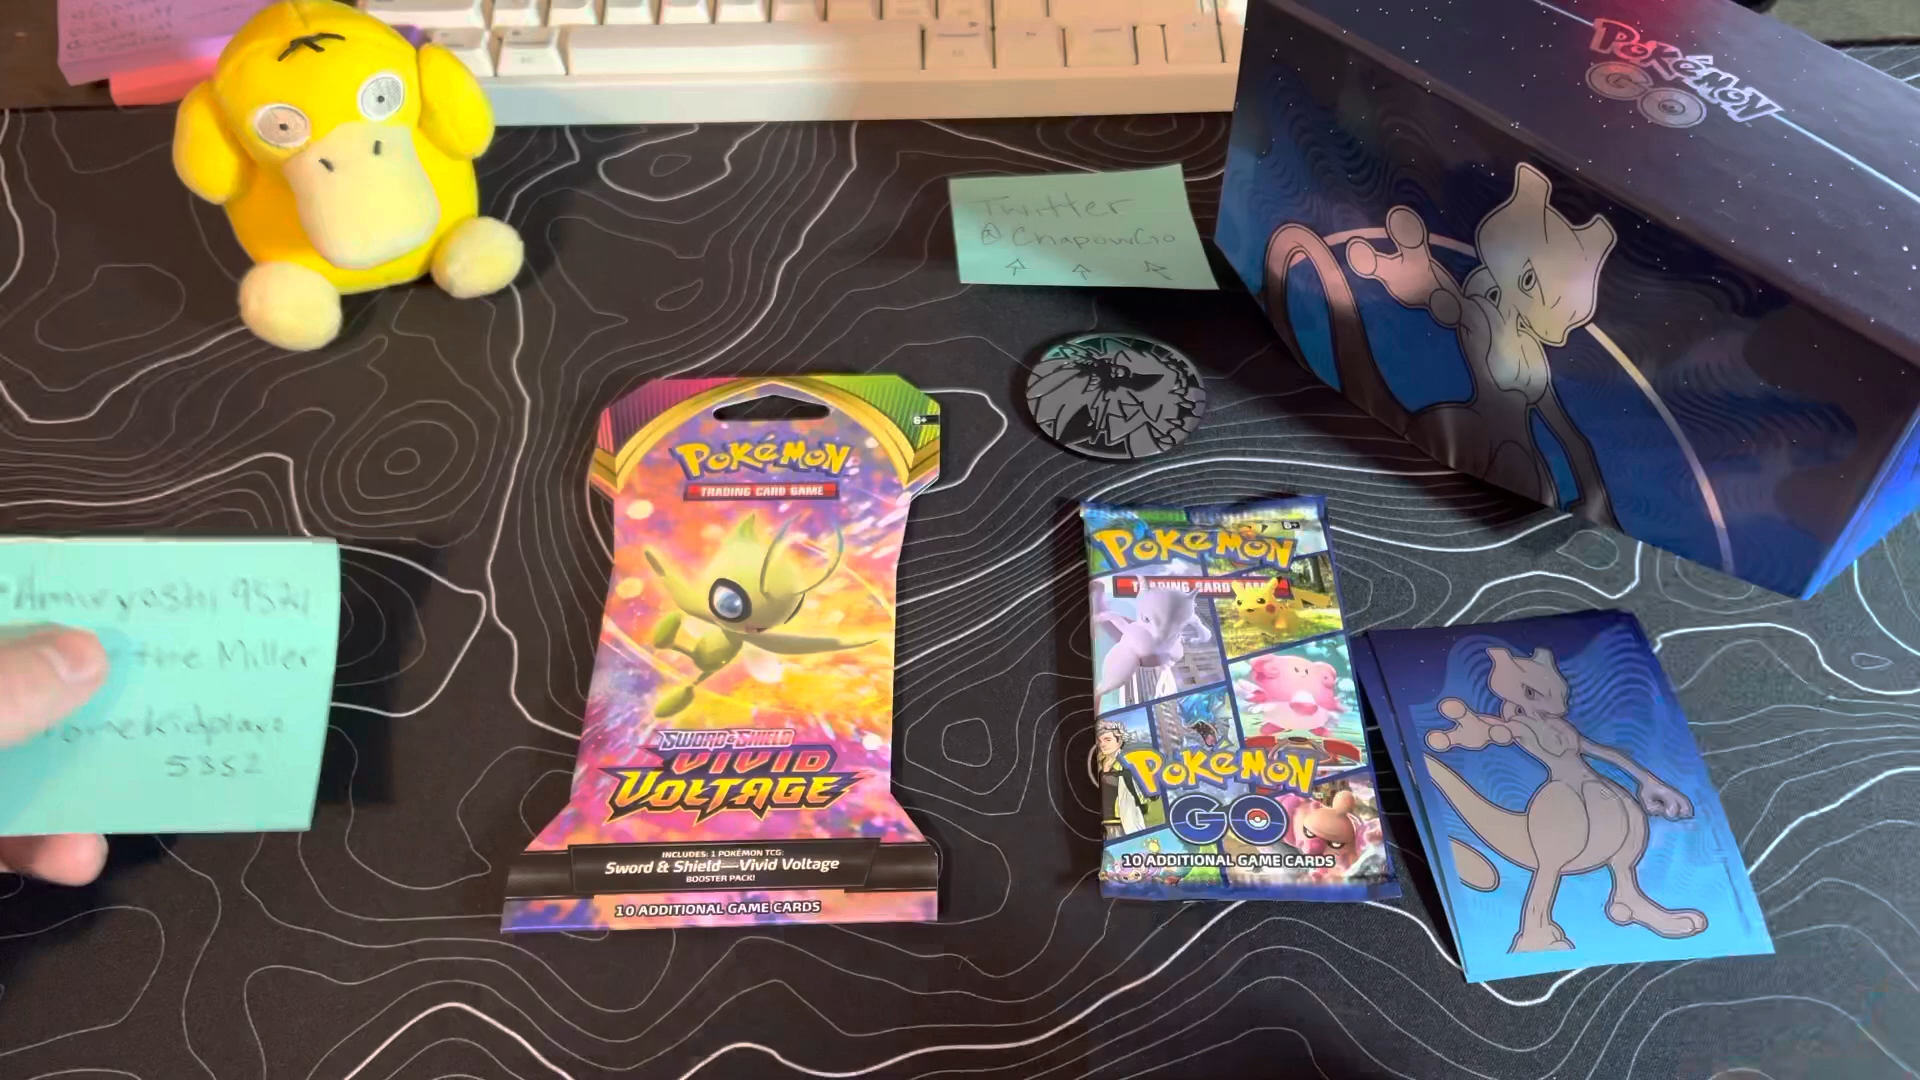 POKÉMON
GO
Twitter
@ChapowGo
POKÉMON
TRADING CARD GAME
6+
SWORD & SHIELD
VIVID
VOLTAGE
INCLUDES: 1 POKÉMON TCG:
Sword & Shield—Vivid Voltage
BOOSTER PACK!
10 ADDITIONAL GAME CARDS
6+
POKÉMON
TRADING CARD GAME
POKÉMON
GO
10 ADDITIONAL GAME CARDS
9521
the Miller
5352